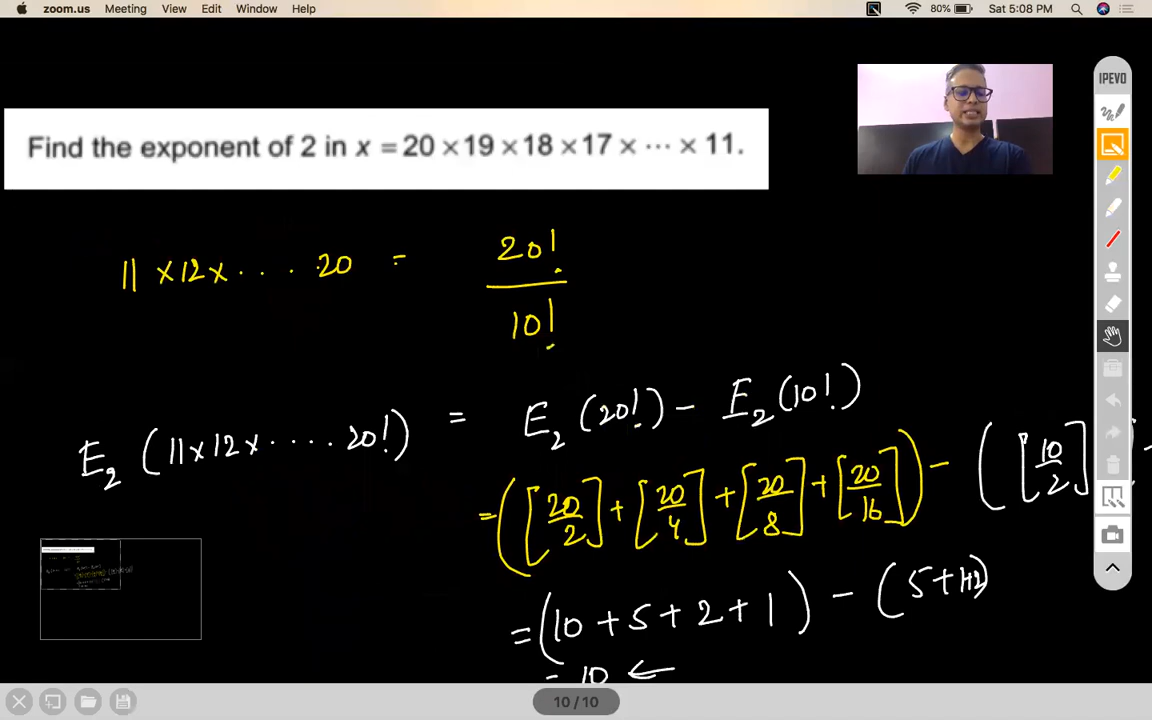 zoom.us Meeting View Edit Window Help 80% Sat 5:08 PM
IPEVO
Find the exponent of 2 in x = 20 × 19 × 18 × 17 × ··· × 11.
11 × 12 × . . . . 20 = 20! / 10!
E₂ (11 × 12 × . . . . . 20!) = E₂ (20!) − E₂ (10!)
= ([20/2] + [20/4] + [20/8] + [20/16]) − ([10/2]
= (10 + 5 + 2 + 1) − (5 +
= 10 ←
10 / 10